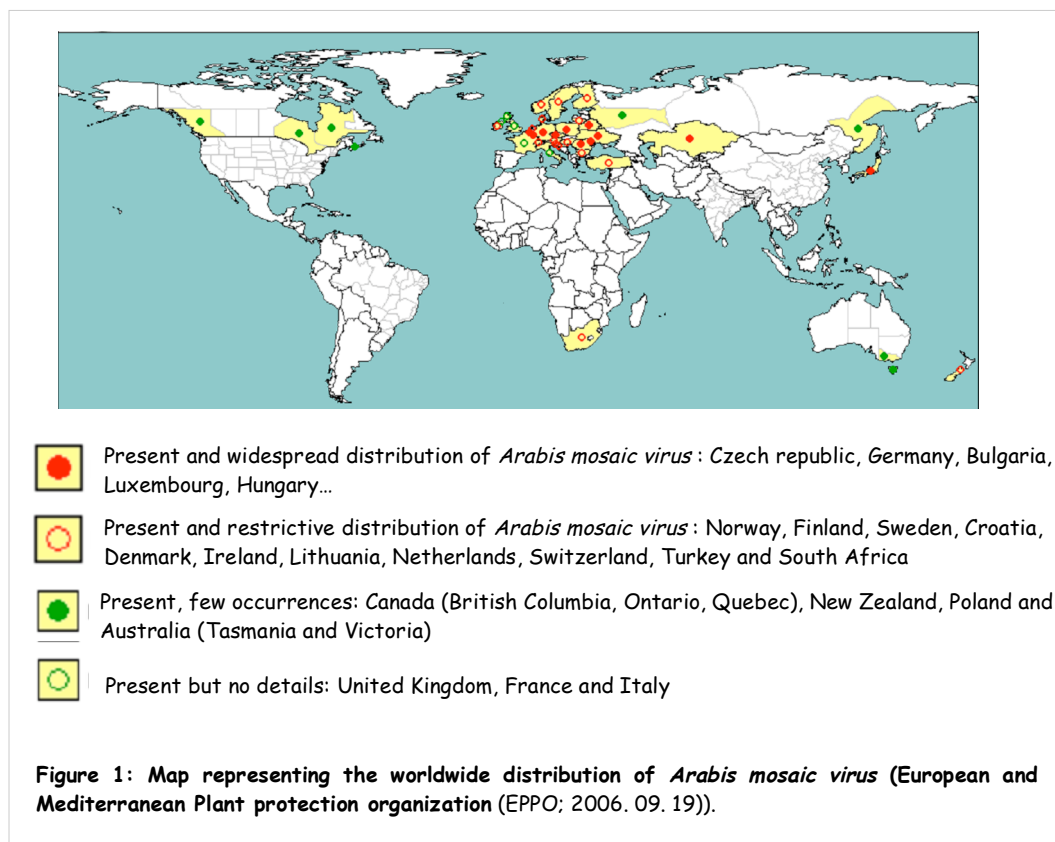 Present and widespread distribution of Arabis mosaic virus : Czech republic, Germany, Bulgaria,
Luxembourg, Hungary…
Present and restrictive distribution of Arabis mosaic virus : Norway, Finland, Sweden, Croatia,
Denmark, Ireland, Lithuania, Netherlands, Switzerland, Turkey and South Africa
Present, few occurrences: Canada (British Columbia, Ontario, Quebec), New Zealand, Poland and
Australia (Tasmania and Victoria)
Present but no details: United Kingdom, France and Italy
Figure 1: Map representing the worldwide distribution of Arabis mosaic virus (European and
Mediterranean Plant protection organization (EPPO; 2006. 09. 19)).